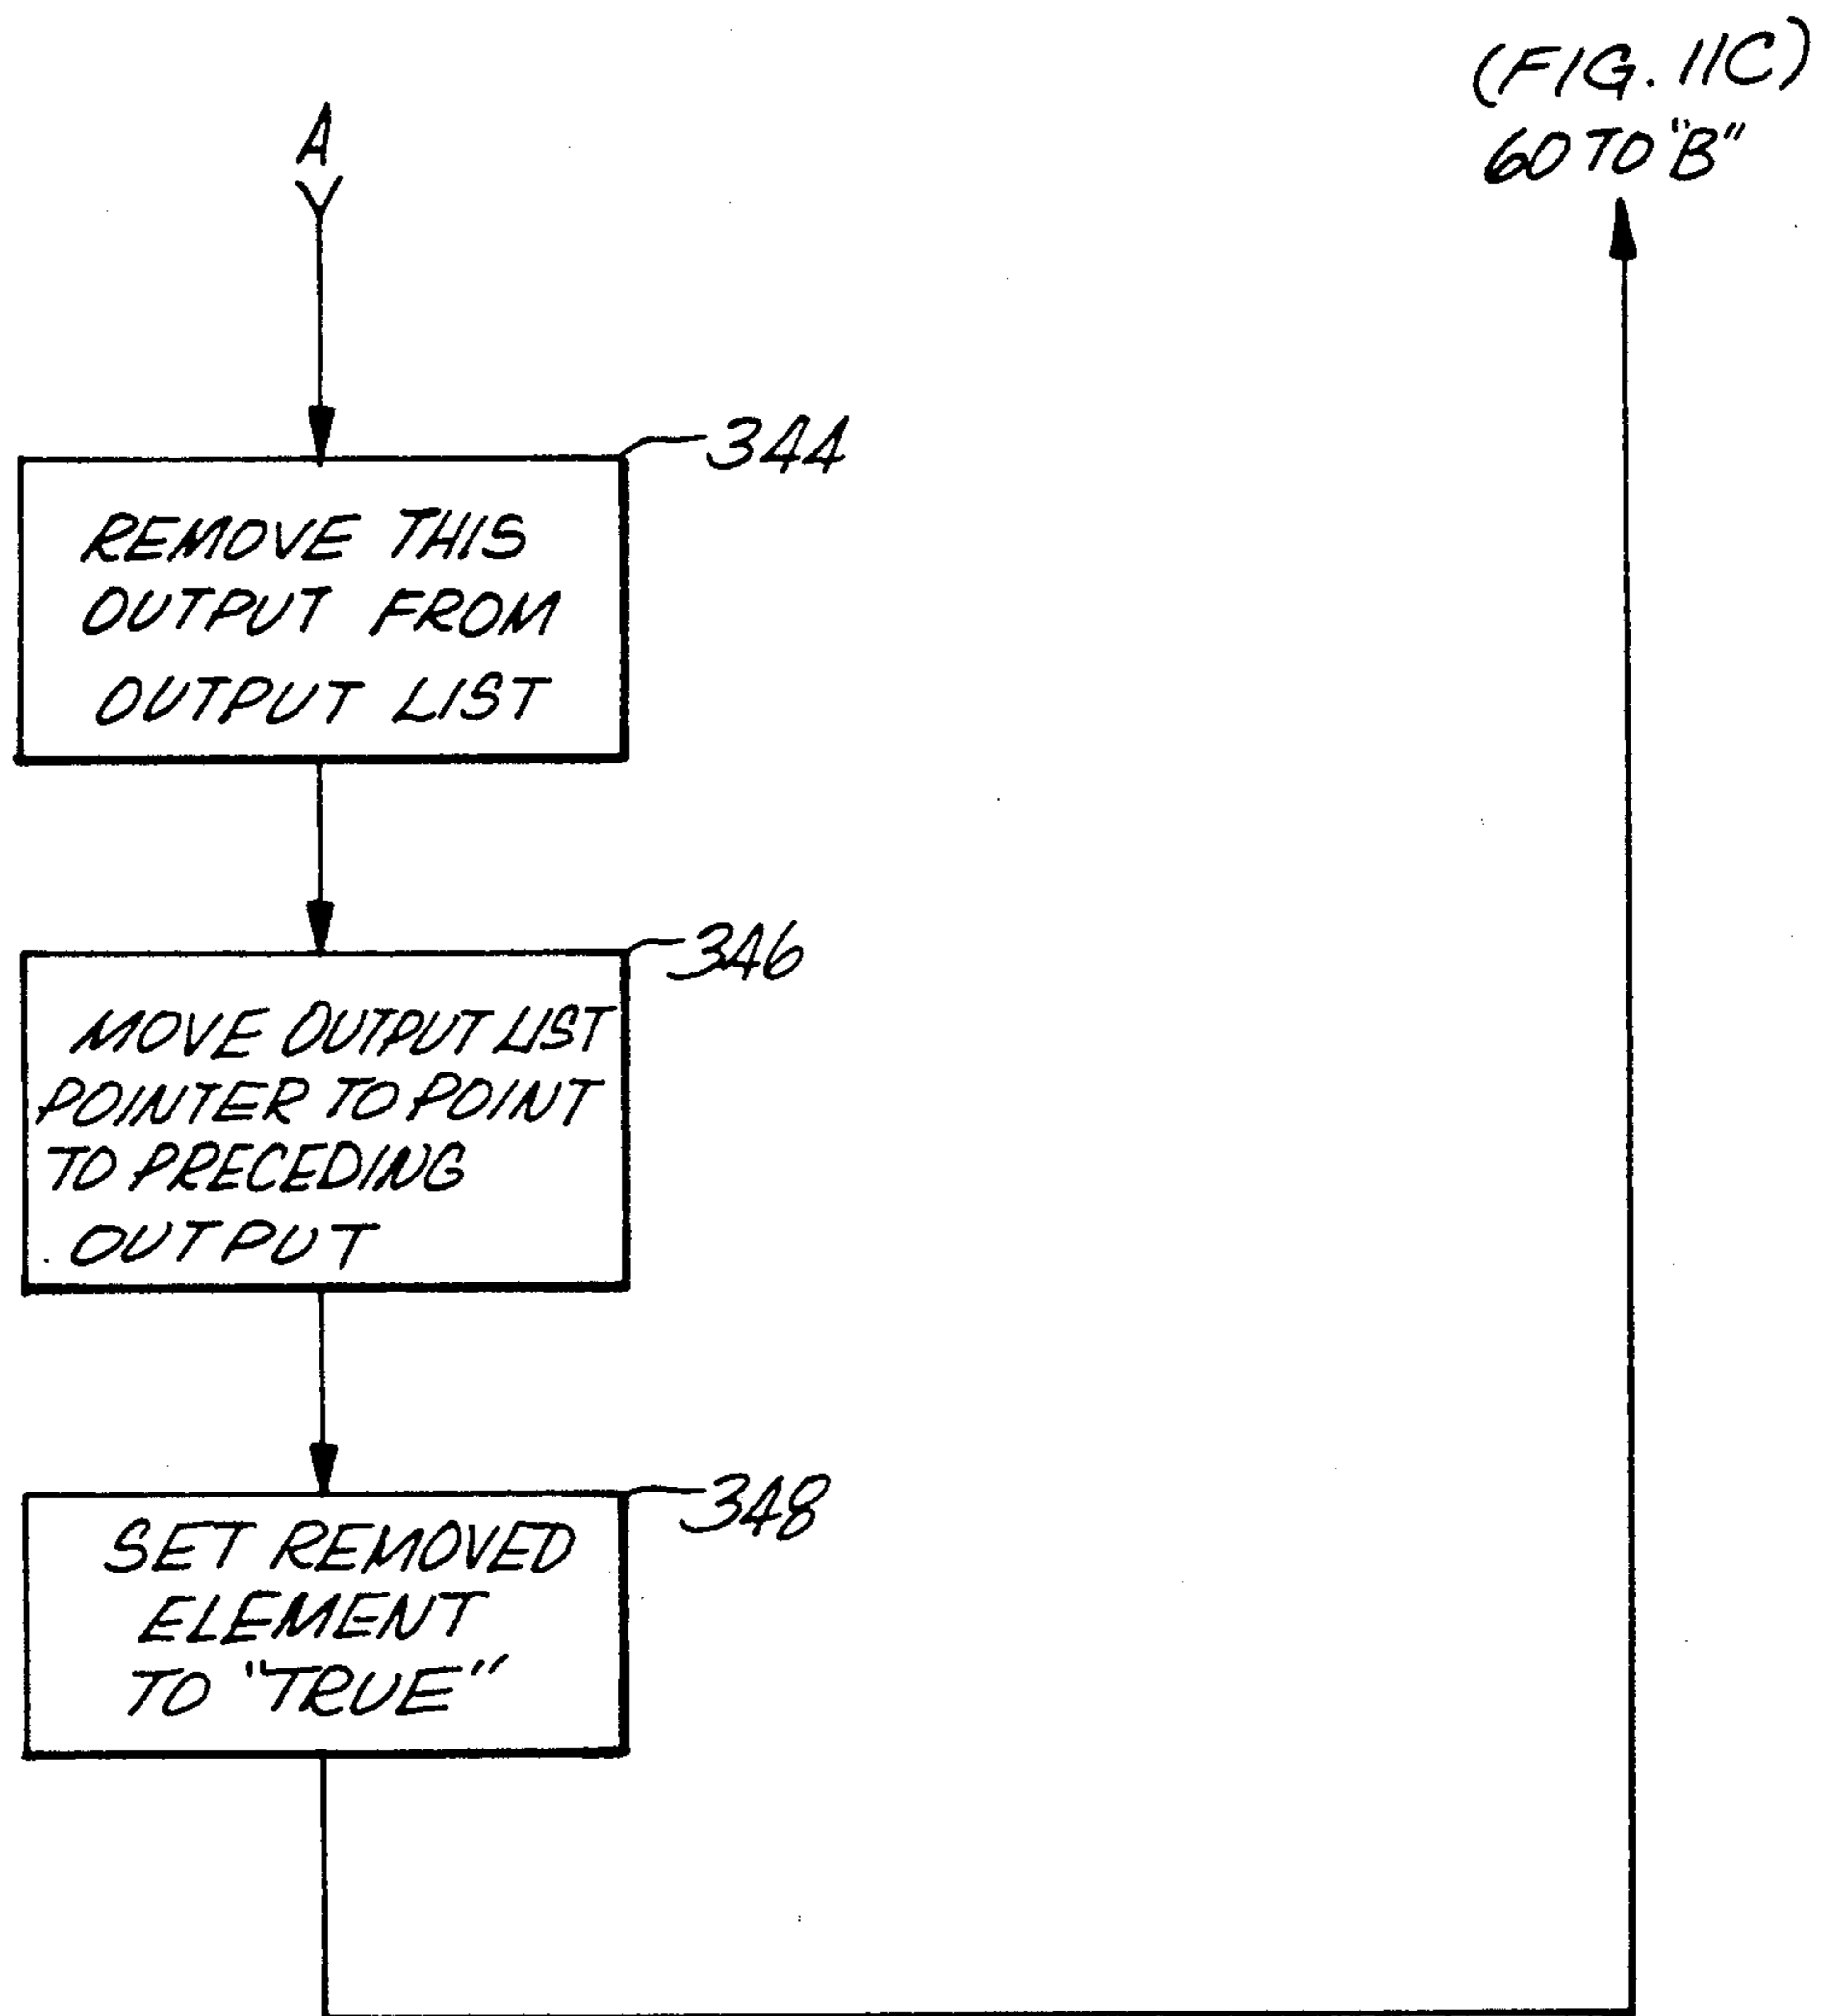 (FIG. 11C)
GO TO "B"
A
344
REMOVE THIS
OUTPUT FROM
OUTPUT LIST
346
MOVE OUTPUT LIST
POINTER TO POINT
TO PRECEDING
OUTPUT
348
SET REMOVED
ELEMENT
TO "TRUE"